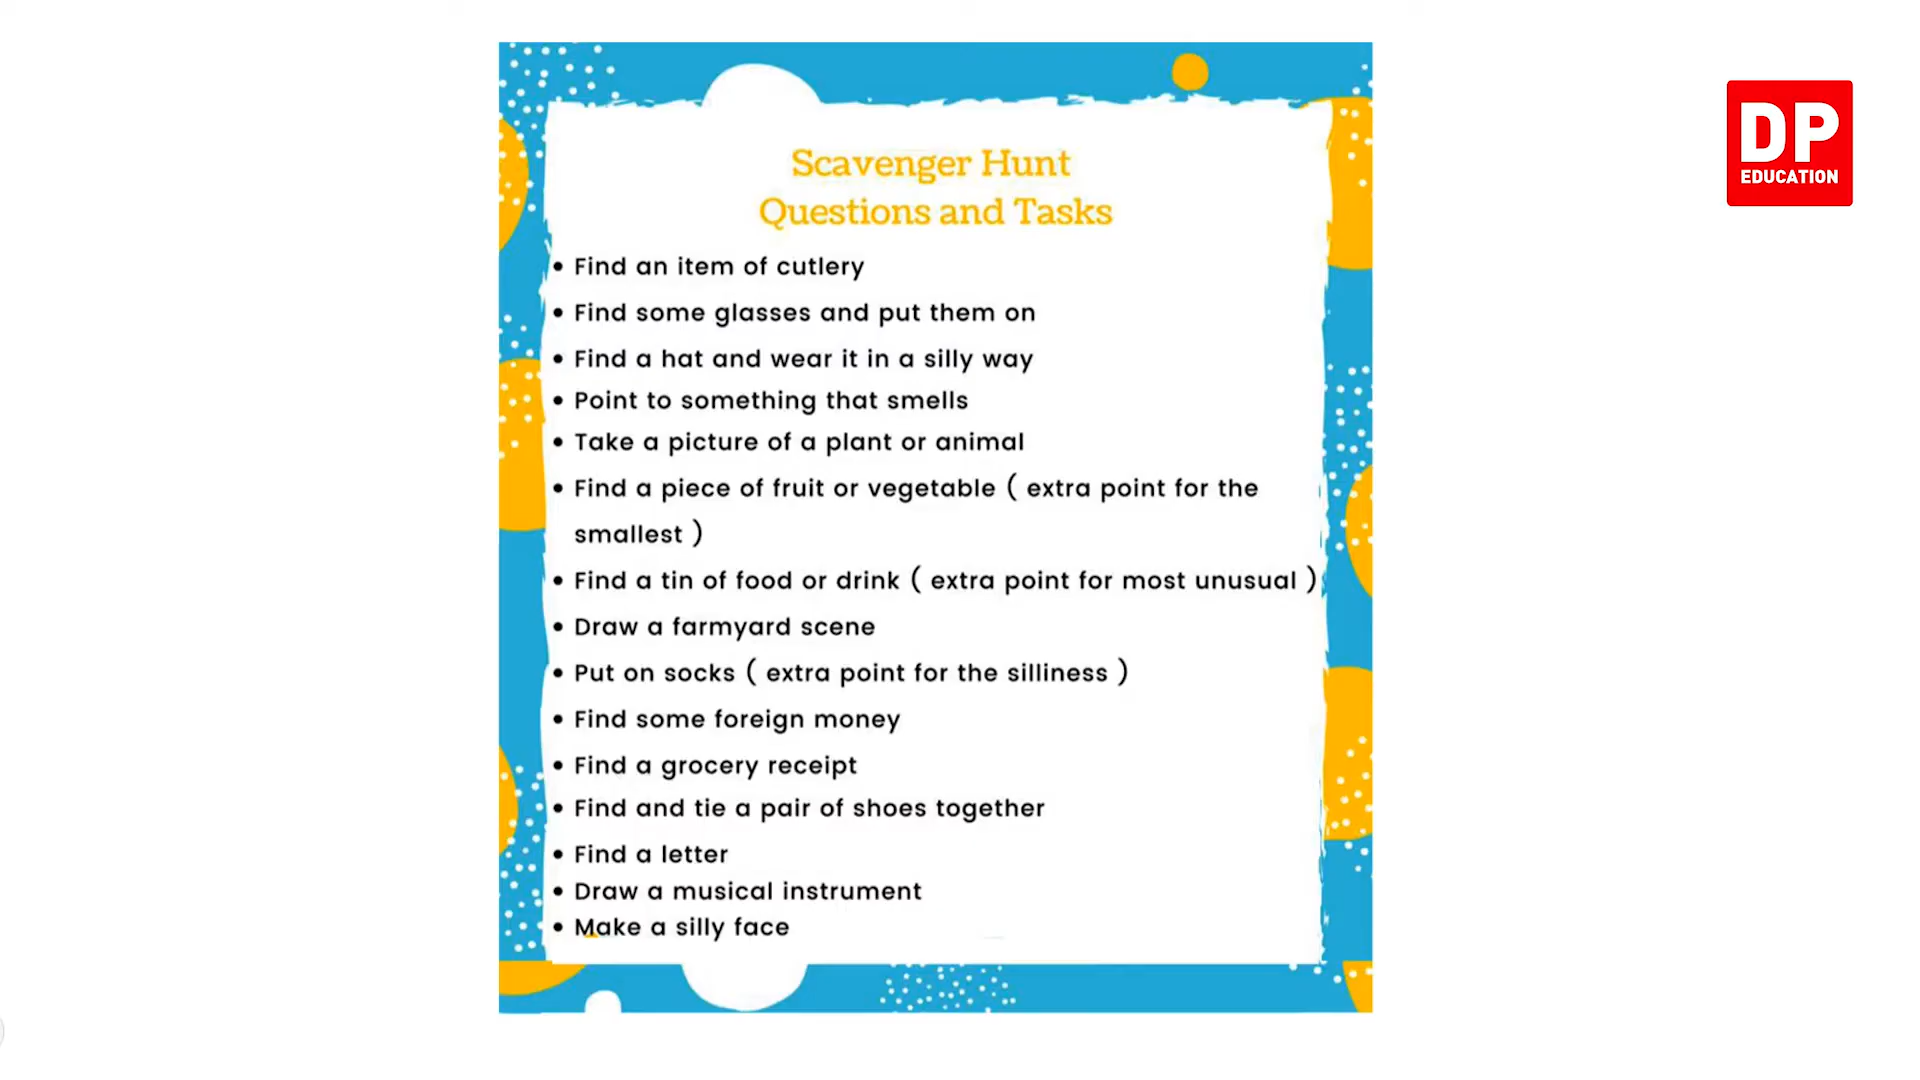 Scavenger Hunt
Questions and Tasks
• Find an item of cutlery
• Find some glasses and put them on
• Find a hat and wear it in a silly way
• Point to something that smells
• Take a picture of a plant or animal
• Find a piece of fruit or vegetable ( extra point for the
smallest )
• Find a tin of food or drink ( extra point for most unusual )
• Draw a farmyard scene
• Put on socks ( extra point for the silliness )
• Find some foreign money
• Find a grocery receipt
• Find and tie a pair of shoes together
• Find a letter
• Draw a musical instrument
• Make a silly face
DP
EDUCATION